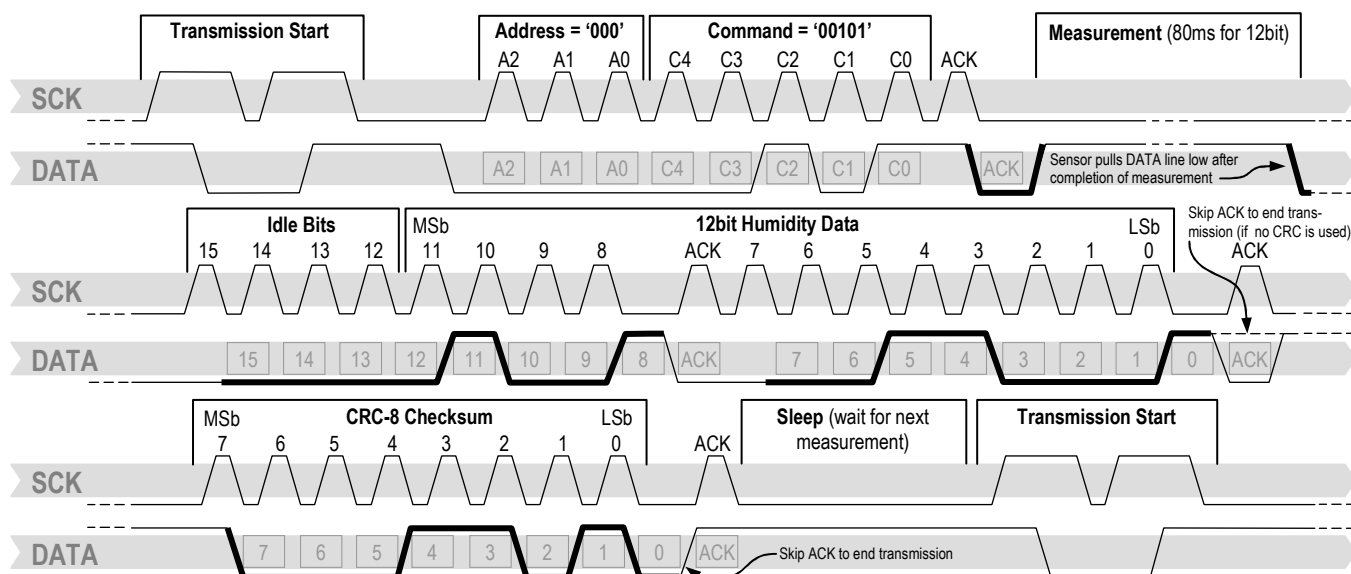 Transmission Start
Address = ‘000’
Command = ‘00101’
Measurement (80ms for 12bit)
A2 A1 A0 C4 C3 C2 C1 C0 ACK
SCK
DATA
A2 A1 A0 C4 C3 C2 C1 C0 ACK
Sensor pulls DATA line low after
completion of measurement
Idle Bits
MSb
12bit Humidity Data
LSb
Skip ACK to end trans-
mission (if no CRC is used)
15 14 13 12 11 10 9 8 ACK 7 6 5 4 3 2 1 0 ACK
SCK
DATA
15 14 13 12 11 10 9 8 ACK 7 6 5 4 3 2 1 0 ACK
MSb
CRC-8 Checksum
LSb
Sleep (wait for next
measurement)
Transmission Start
7 6 5 4 3 2 1 0 ACK
SCK
DATA
7 6 5 4 3 2 1 0 ACK
Skip ACK to end transmission